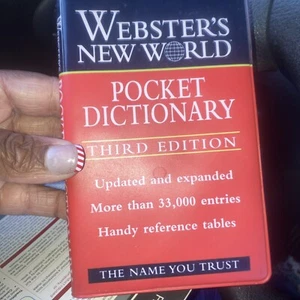 WEBSTER'S
NEW WORLD
POCKET
DICTIONARY
THIRD EDITION
Updated and expanded
More than 33,000 entries
Handy reference tables
THE NAME YOU TRUST